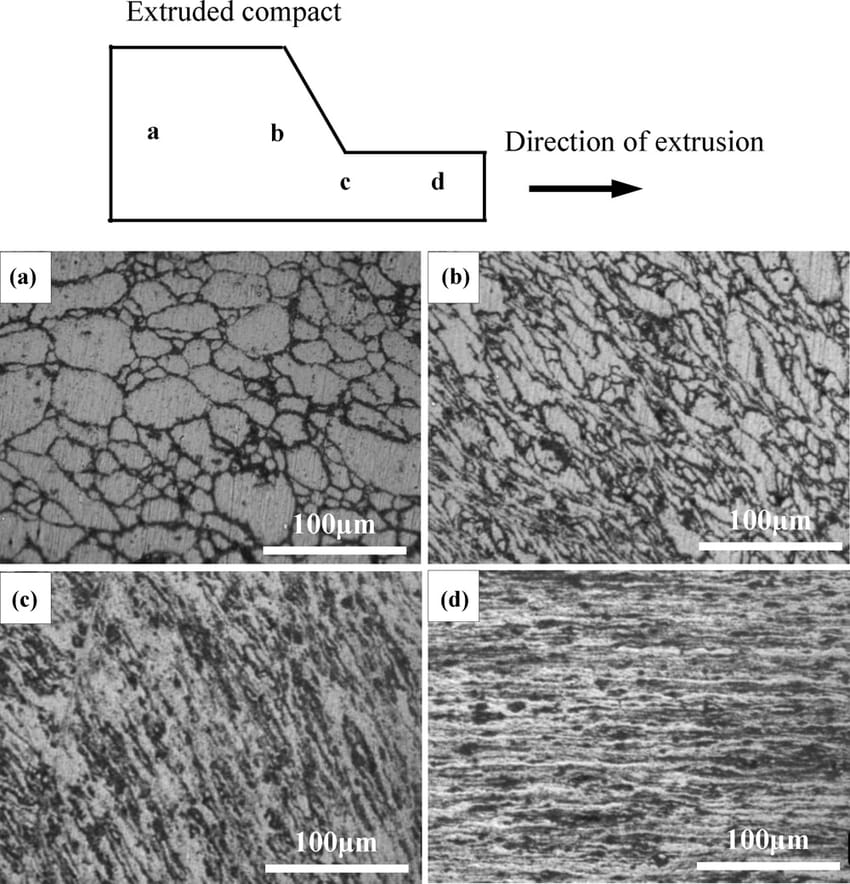 Extruded compact
a
b
Direction of extrusion
c
d
(a)
(b)
100μm
100μm
(c)
(d)
100μm
100μm